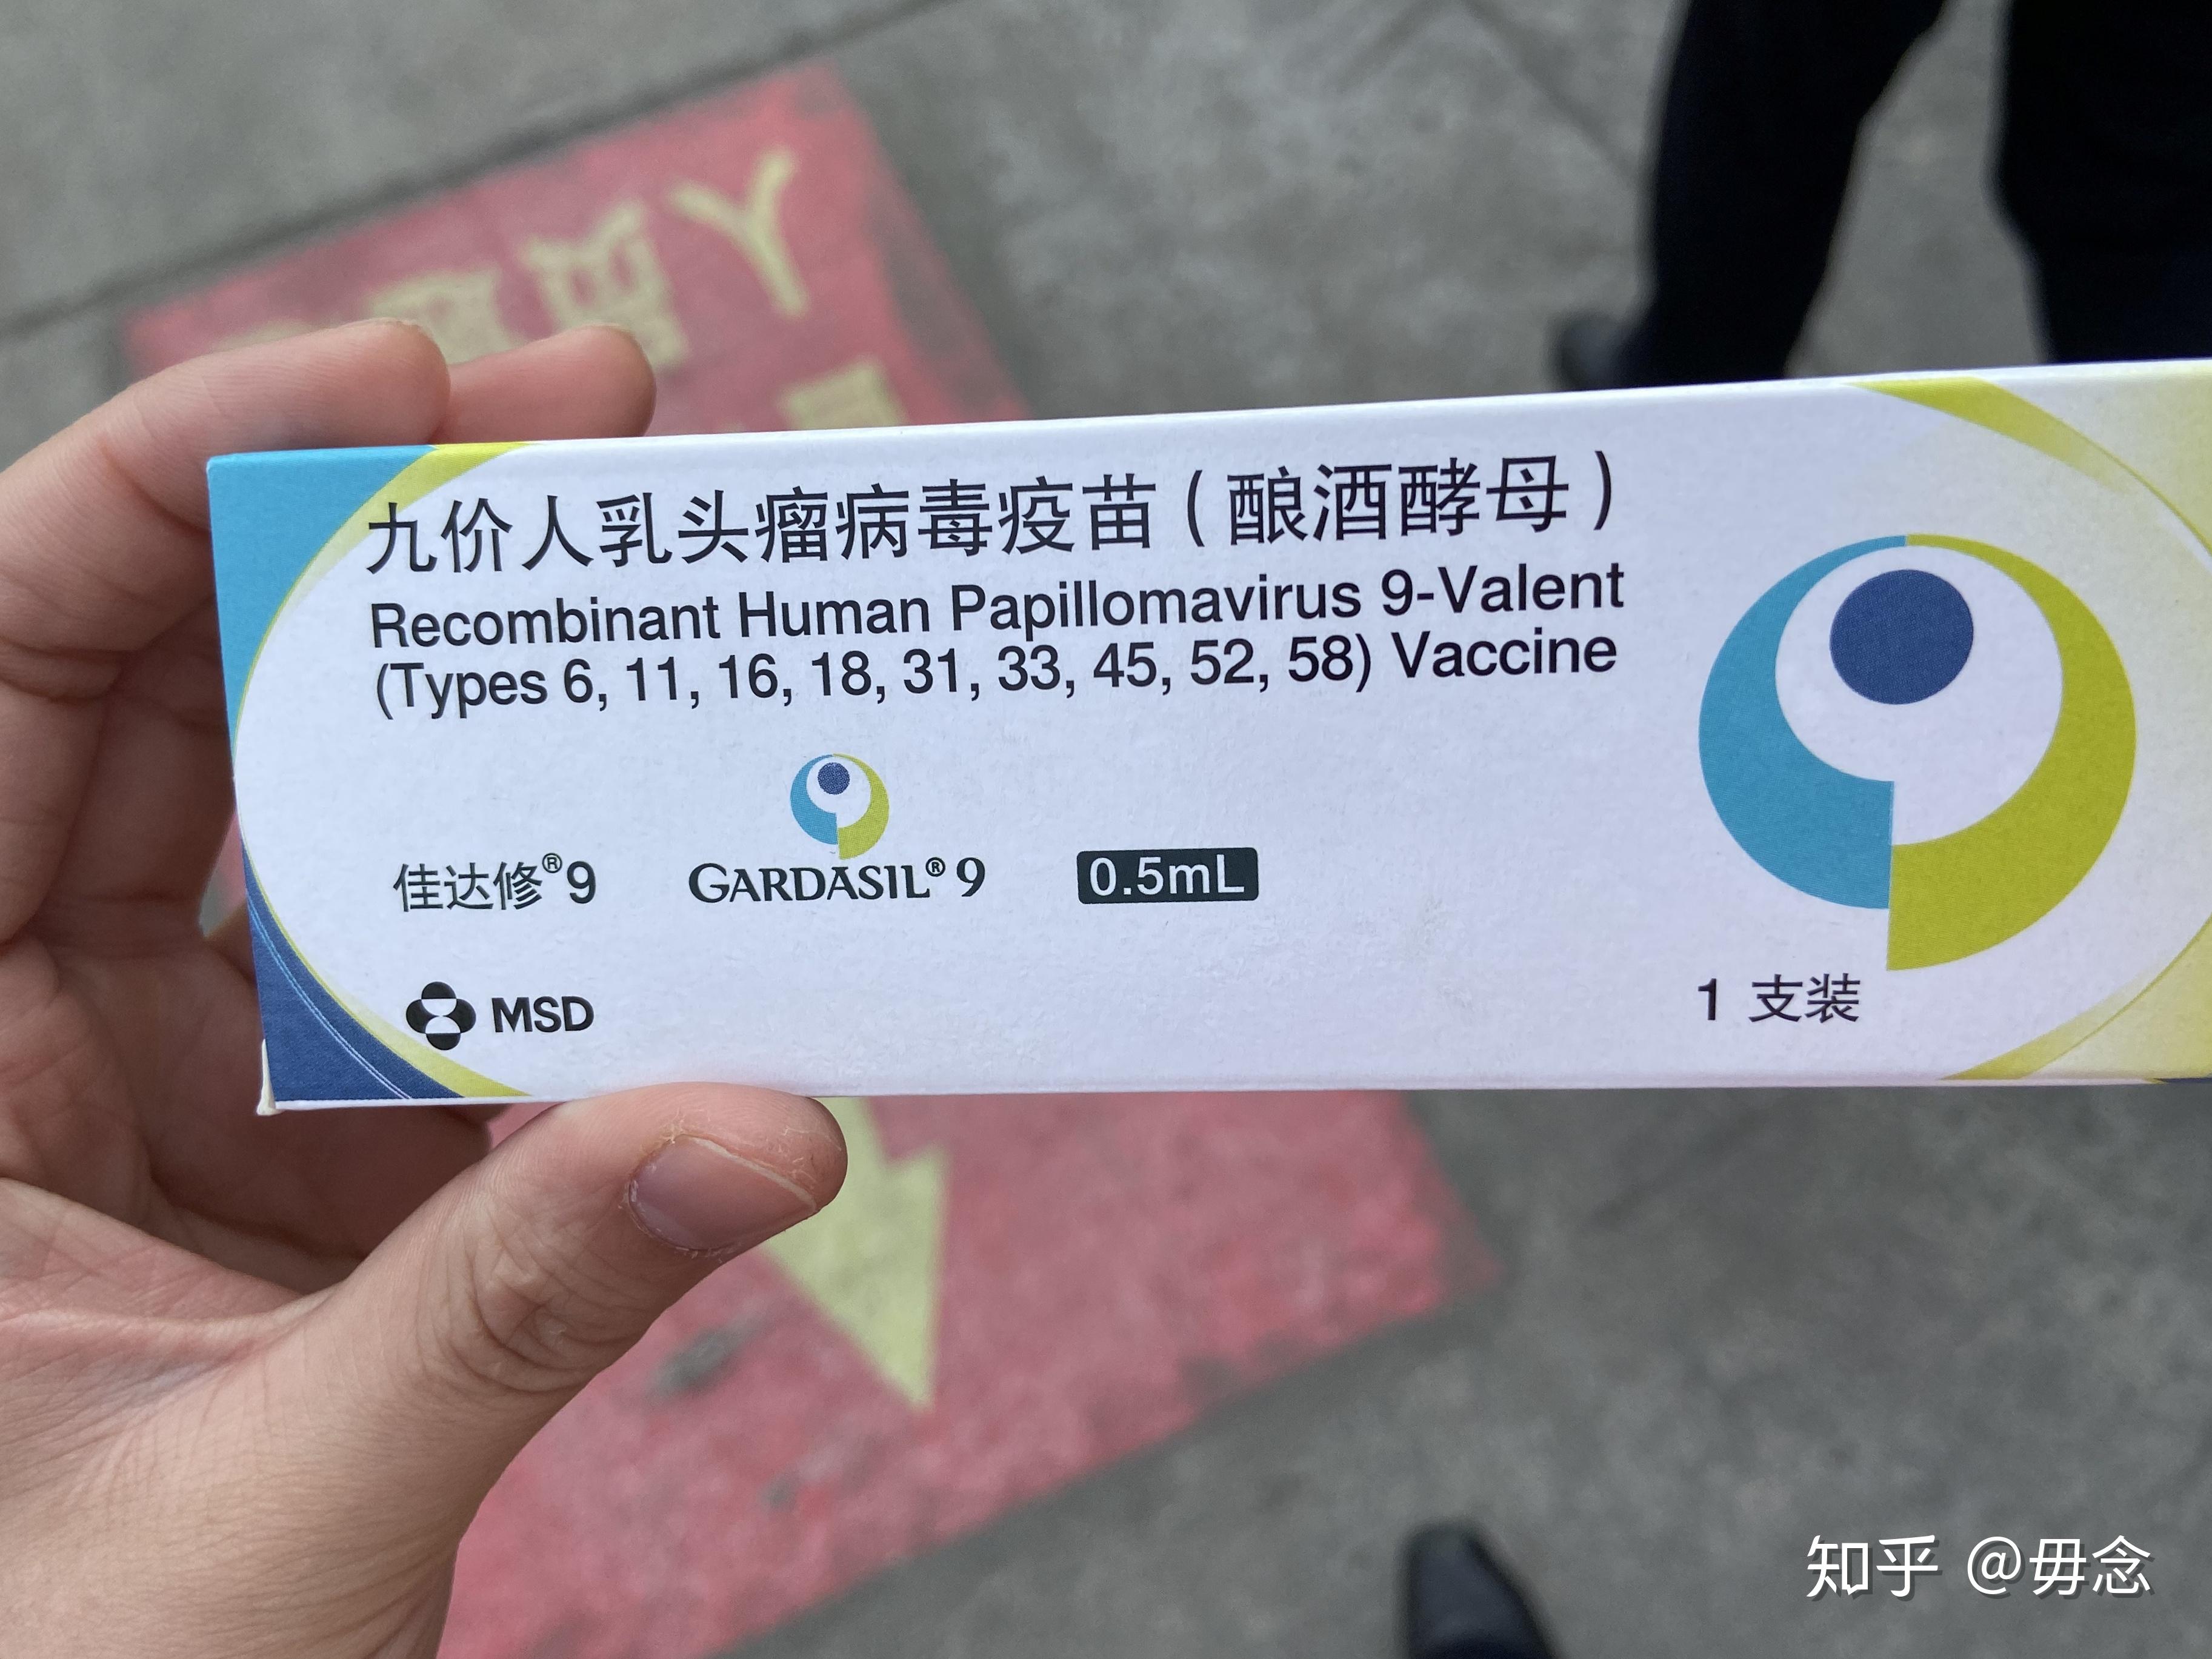 九价人乳头瘤病毒疫苗（酿酒酵母）
Recombinant Human Papillomavirus 9-Valent
(Types 6, 11, 16, 18, 31, 33, 45, 52, 58) Vaccine
佳达修®9 GARDASIL®9 0.5mL
MSD
1 支装
知乎 @毋念